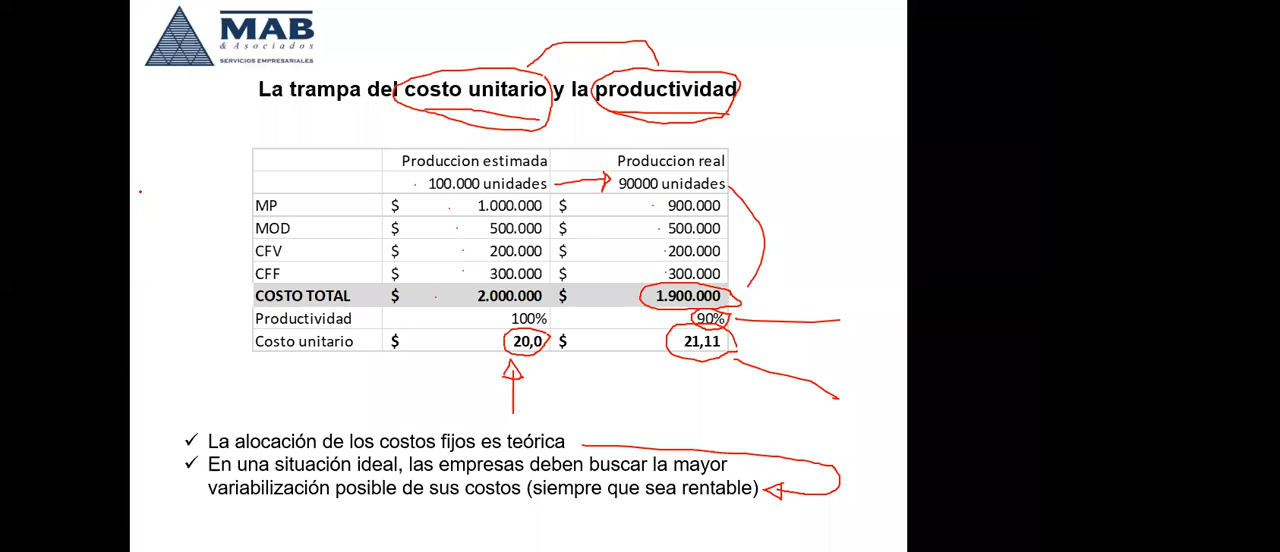 MAB
& Asociados
SERVICIOS EMPRESARIALES
La trampa del costo unitario y la productividad
Produccion estimada Produccion real
100.000 unidades 90000 unidades
MP $ 1.000.000 $ 900.000
MOD $ 500.000 $ 500.000
CFV $ 200.000 $ 200.000
CFF $ 300.000 $ 300.000
COSTO TOTAL $ 2.000.000 $ 1.900.000
Productividad 100% 90%
Costo unitario $ 20,0 $ 21,11
✓ La alocación de los costos fijos es teórica
✓ En una situación ideal, las empresas deben buscar la mayor
variabilización posible de sus costos (siempre que sea rentable)